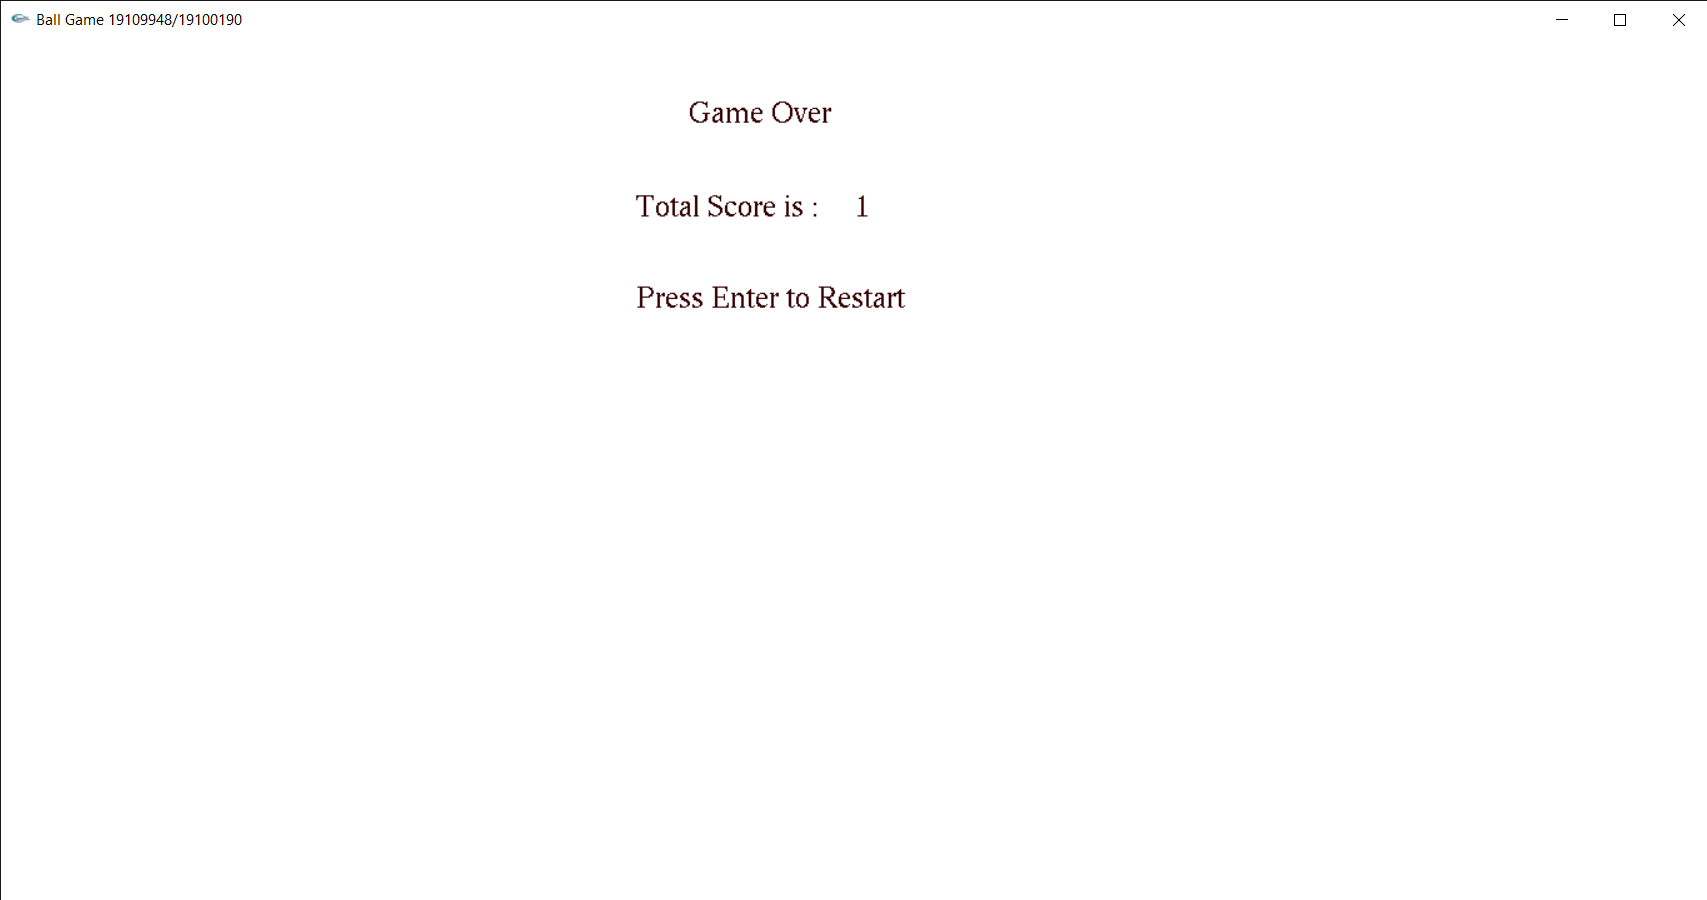 Ball Game 19109948/19100190
Game Over
Total Score is : 1
Press Enter to Restart